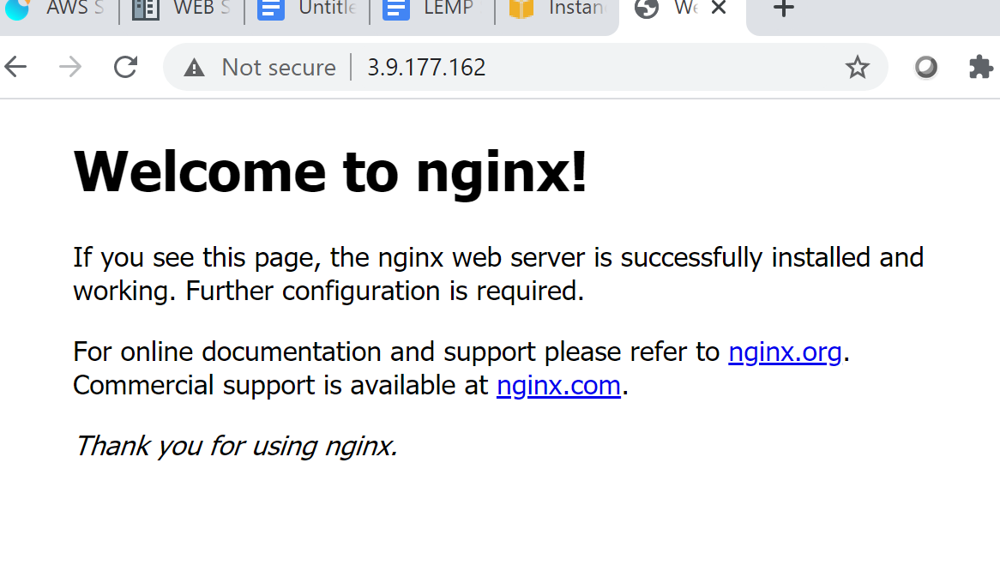 AWS S
WEB S
Untitle
LEMP
Instan
We
Not secure
3.9.177.162
Welcome to nginx!
If you see this page, the nginx web server is successfully installed and
working. Further configuration is required.
For online documentation and support please refer to nginx.org.
Commercial support is available at nginx.com.
Thank you for using nginx.